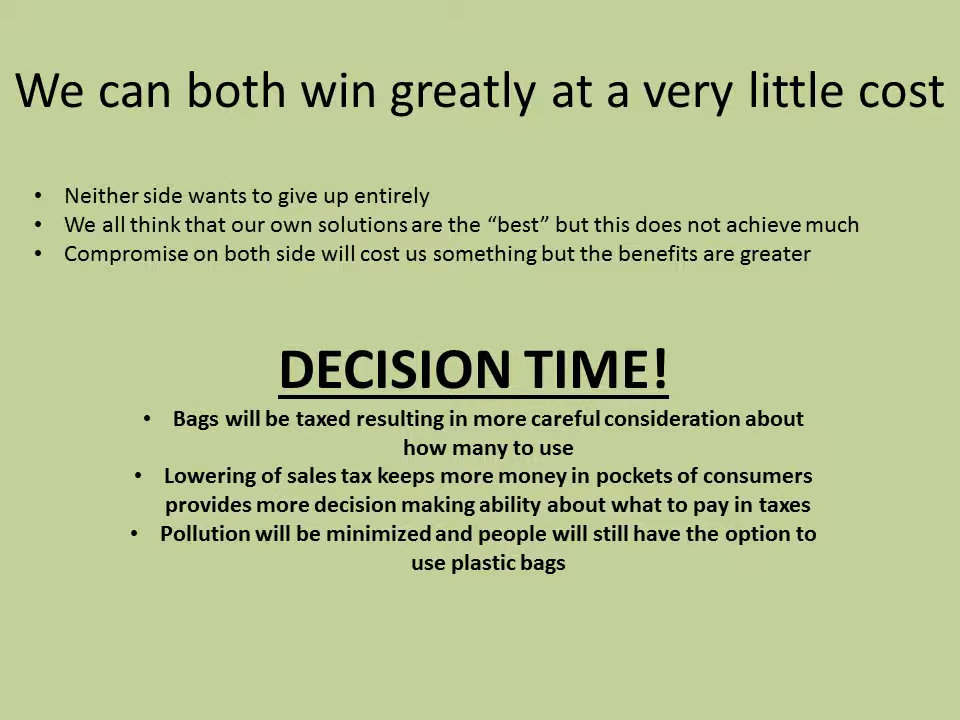 We can both win greatly at a very little cost
• Neither side wants to give up entirely
• We all think that our own solutions are the “best” but this does not achieve much
• Compromise on both side will cost us something but the benefits are greater
DECISION TIME!
• Bags will be taxed resulting in more careful consideration about
how many to use
• Lowering of sales tax keeps more money in pockets of consumers
provides more decision making ability about what to pay in taxes
• Pollution will be minimized and people will still have the option to
use plastic bags